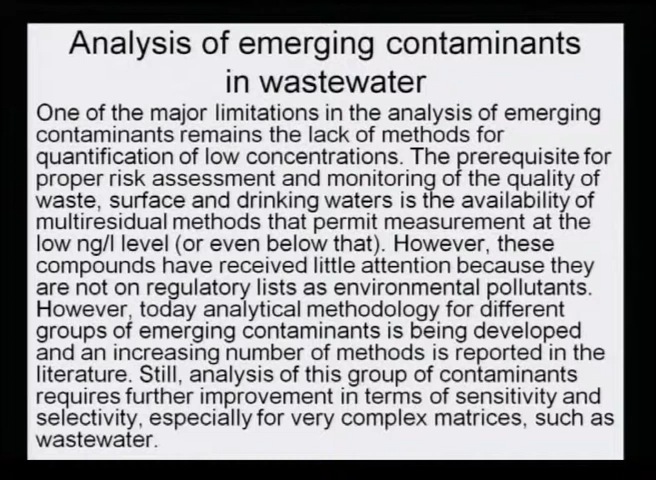 Analysis of emerging contaminants
in wastewater
One of the major limitations in the analysis of emerging
contaminants remains the lack of methods for
quantification of low concentrations. The prerequisite for
proper risk assessment and monitoring of the quality of
waste, surface and drinking waters is the availability of
multiresidual methods that permit measurement at the
low ng/l level (or even below that). However, these
compounds have received little attention because they
are not on regulatory lists as environmental pollutants.
However, today analytical methodology for different
groups of emerging contaminants is being developed
and an increasing number of methods is reported in the
literature. Still, analysis of this group of contaminants
requires further improvement in terms of sensitivity and
selectivity, especially for very complex matrices, such as
wastewater.